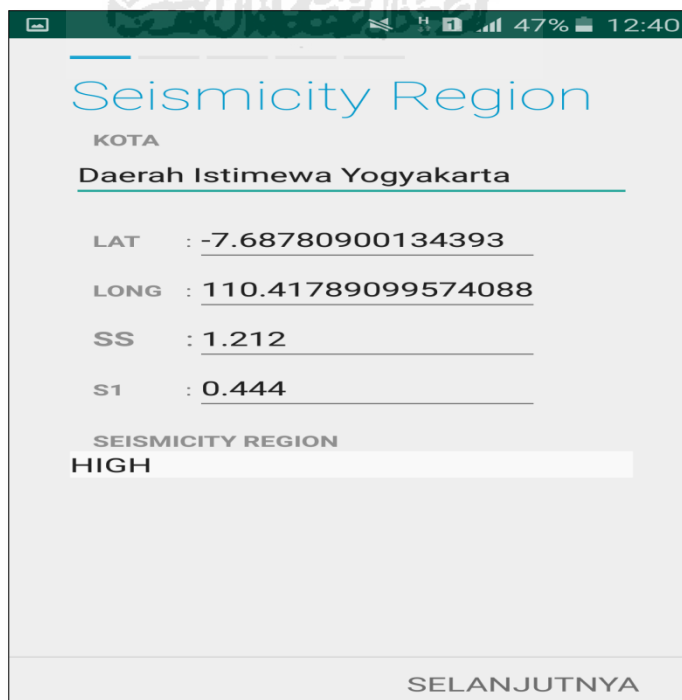 H 1 47% 12:40
Seismicity Region
KOTA
Daerah Istimewa Yogyakarta
LAT : -7.68780900134393
LONG : 110.41789099574088
SS : 1.212
S1 : 0.444
SEISMICITY REGION
HIGH
SELANJUTNYA